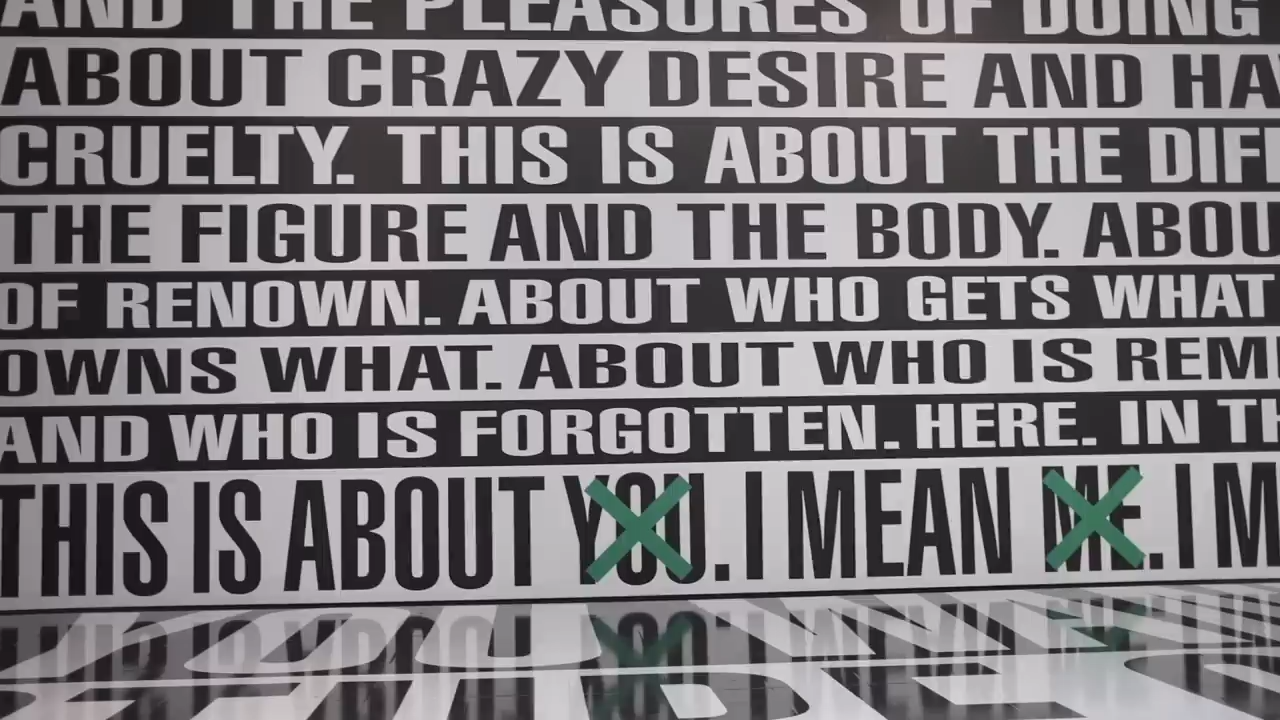 AND THE PLEASURES OF DOING
ABOUT CRAZY DESIRE AND HA
CRUELTY. THIS IS ABOUT THE DIF
THE FIGURE AND THE BODY. ABOU
OF RENOWN. ABOUT WHO GETS WHAT
OWNS WHAT. ABOUT WHO IS REM
AND WHO IS FORGOTTEN. HERE. IN TH
THIS IS ABOUT YOU. I MEAN ME. I M